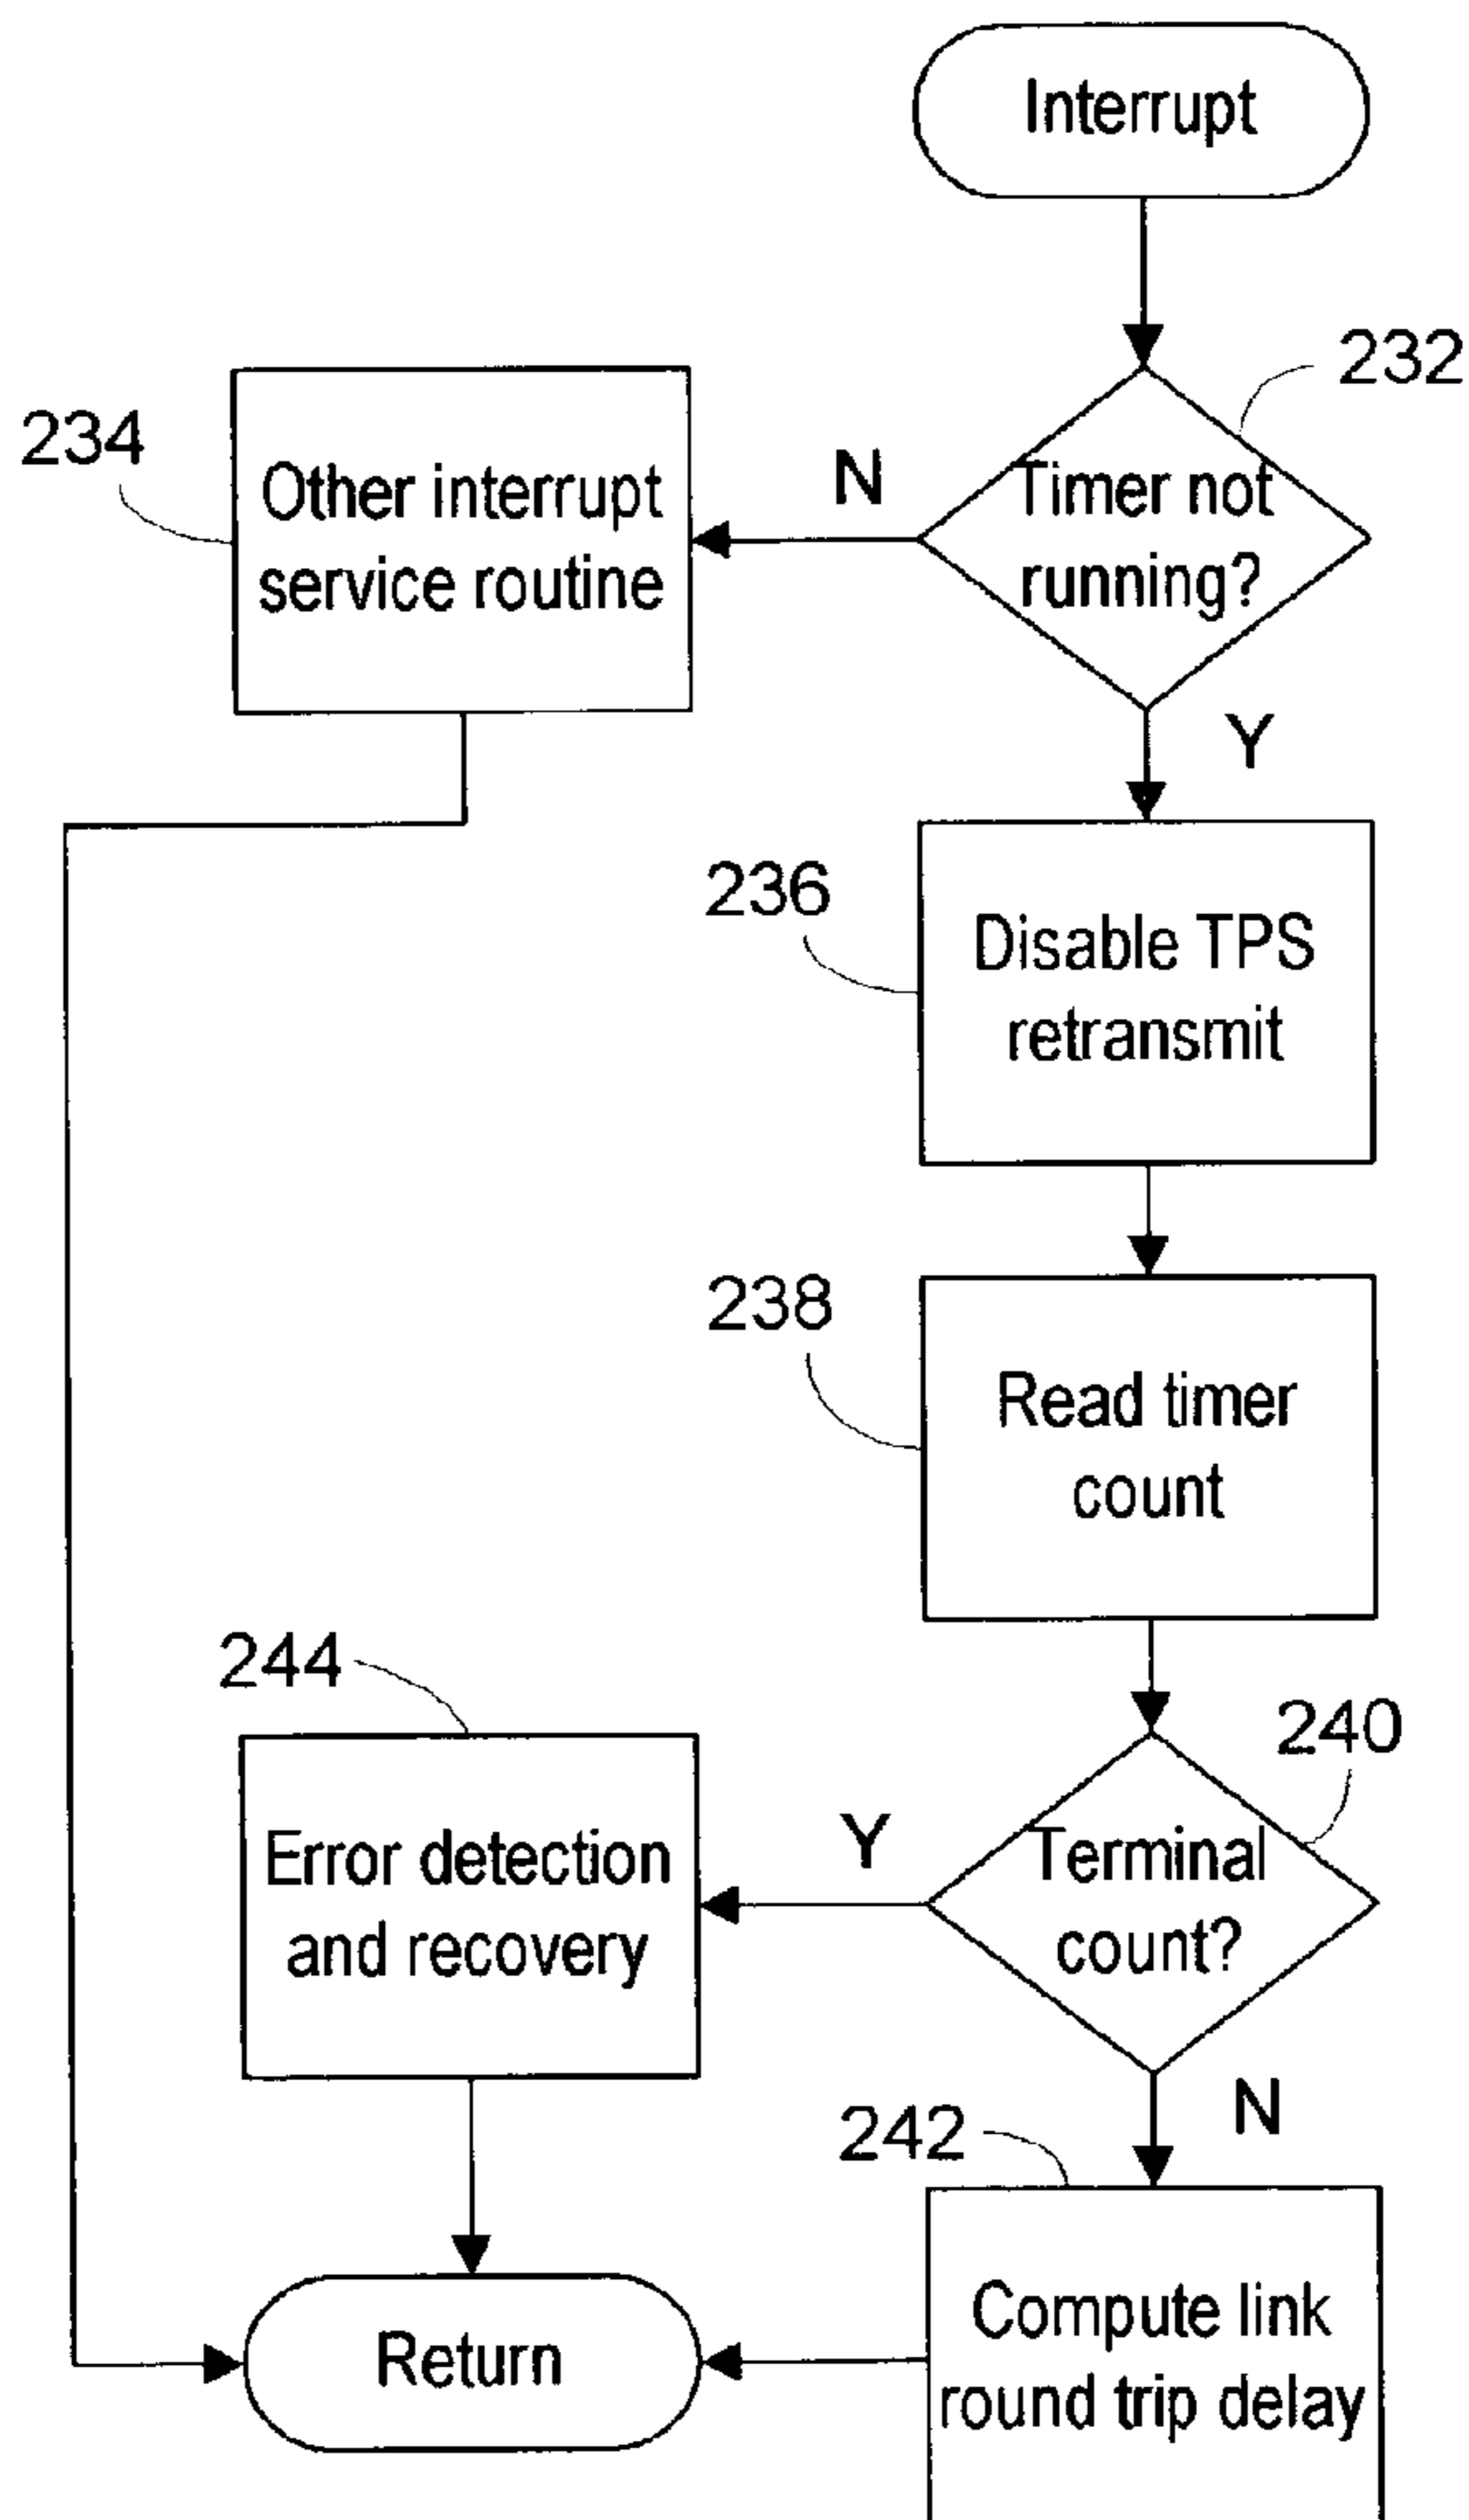 Interrupt
232
Timer not
running?
N
234
Other interrupt
service routine
Y
236
Disable TPS
retransmit
238
Read timer
count
240
Terminal
count?
Y
244
Error detection
and recovery
N
242
Compute link
round trip delay
Return